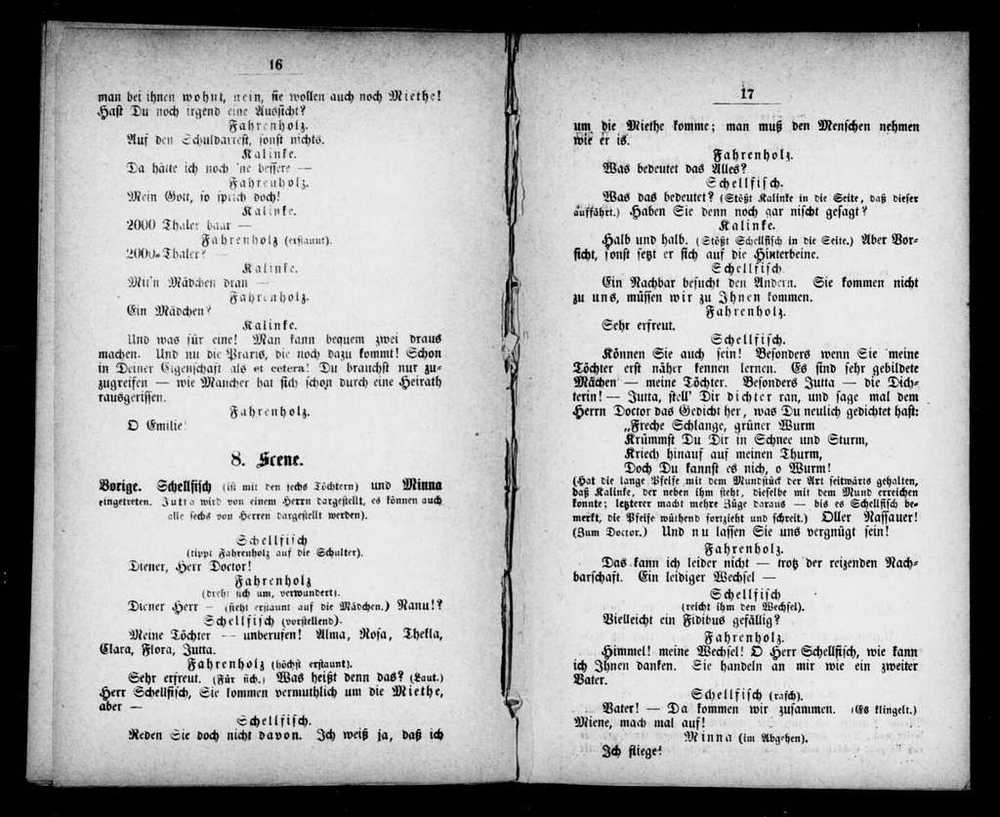 16
man bei ihnen wohnt, nein, sie wollen auch noch Miethe!
Hast Du noch irgend eine Aussicht?
Fahrenholz.
Auf den Schuldarrest, sonst nichts.
Kalinke.
Da hätte ich noch 'ne bessere —
Fahrenholz.
Mein Gott, so sprich doch!
Kalinke.
2000 Thaler baar —
Fahrenholz (erstaunt).
2000 Thaler? —
Kalinke.
Mit'n Mädchen dran —
Fahrenholz.
Ein Mädchen?
Kalinke.
Und was für eine! Man kann bequem zwei draus
machen. Und nu die Praxis, die noch dazu kommt! Schon
in Deiner Eigenschaft als et cetera! Du brauchst nur zu-
zugreifen — wie Mancher hat sich schon durch eine Heirath
rausgerissen.
Fahrenholz.
O Emilie!
8. Scene.
Vorige. Schellfisch (ist mit den sechs Töchtern) und Minna
eingetreten. Jutta wird von einem Herrn dargestellt, es können auch
alle sechs von Herren dargestellt werden).
Schellfisch
(tippt Fahrenholz auf die Schulter).
Diener, Herr Doctor!
Fahrenholz
(dreht sich um, verwundert).
Diener Herr — (sieht erstaunt auf die Mädchen.) Nanu!?
Schellfisch (vorstellend).
Meine Töchter — unberufen! Alma, Rosa, Thekla,
Clara, Flora, Jutta.
Fahrenholz (höchst erstaunt).
Sehr erfreut. (Für sich.) Was heißt denn das? (Laut.)
Herr Schellfisch, Sie kommen vermuthlich um die Miethe,
aber —
Schellfisch.
Reden Sie doch nicht davon. Ich weiß ja, daß ich
17
um die Miethe komme; man muß den Menschen nehmen
wie er is.
Fahrenholz.
Was bedeutet das Alles?
Schellfisch.
Was das bedeutet? (Stößt Kalinke in die Seite, daß dieser
auffährt.) Haben Sie denn noch gar nischt gesagt?
Kalinke.
Halb und halb. (Stößt Schellfisch in die Seite.) Aber Vor-
sicht, sonst setzt er sich auf die Hinterbeine.
Schellfisch.
Ein Nachbar besucht den Andern. Sie kommen nicht
zu uns, müssen wir zu Ihnen kommen.
Fahrenholz.
Sehr erfreut.
Schellfisch.
Können Sie auch sein! Besonders wenn Sie meine
Töchter erst näher kennen lernen. Es sind sehr gebildete
Mächen — meine Töchter. Besonders Jutta — die Dich-
terin! — Jutta, stell' Dir dichter ran, und sage mal dem
Herrn Doctor das Gedicht her, was Du neulich gedichtet hast:
„Freche Schlange, grüner Wurm
Krümmst Du Dir in Schnee und Sturm,
Kriech hinauf auf meinen Thurm,
Doch Du kannst es nich, o Wurm!
(Hat die lange Pfeife mit dem Mundstück der Art seitwärts gehalten,
daß Kalinke, der neben ihm steht, dieselbe mit dem Mund erreichen
konnte; letzterer macht mehre Züge daraus — bis es Schellfisch be-
merkt, die Pfeife wüthend fortzieht und schreit.) Oller Nassauer!
(Zum Doctor.) Und nu lassen Sie uns vergnügt sein!
Fahrenholz.
Das kann ich leider nicht — trotz der reizenden Nach-
barschaft. Ein leidiger Wechsel —
Schellfisch
(reicht ihm den Wechsel).
Vielleicht ein Fidibus gefällig?
Fahrenholz.
Himmel! meine Wechsel! O Herr Schellfisch, wie kann
ich Ihnen danken. Sie handeln an mir wie ein zweiter
Vater.
Schellfisch (rasch).
Vater! — Da kommen wir zusammen. (Es klingelt.)
Miene, mach mal auf!
Minna (im Abgehen).
Ich fliege!